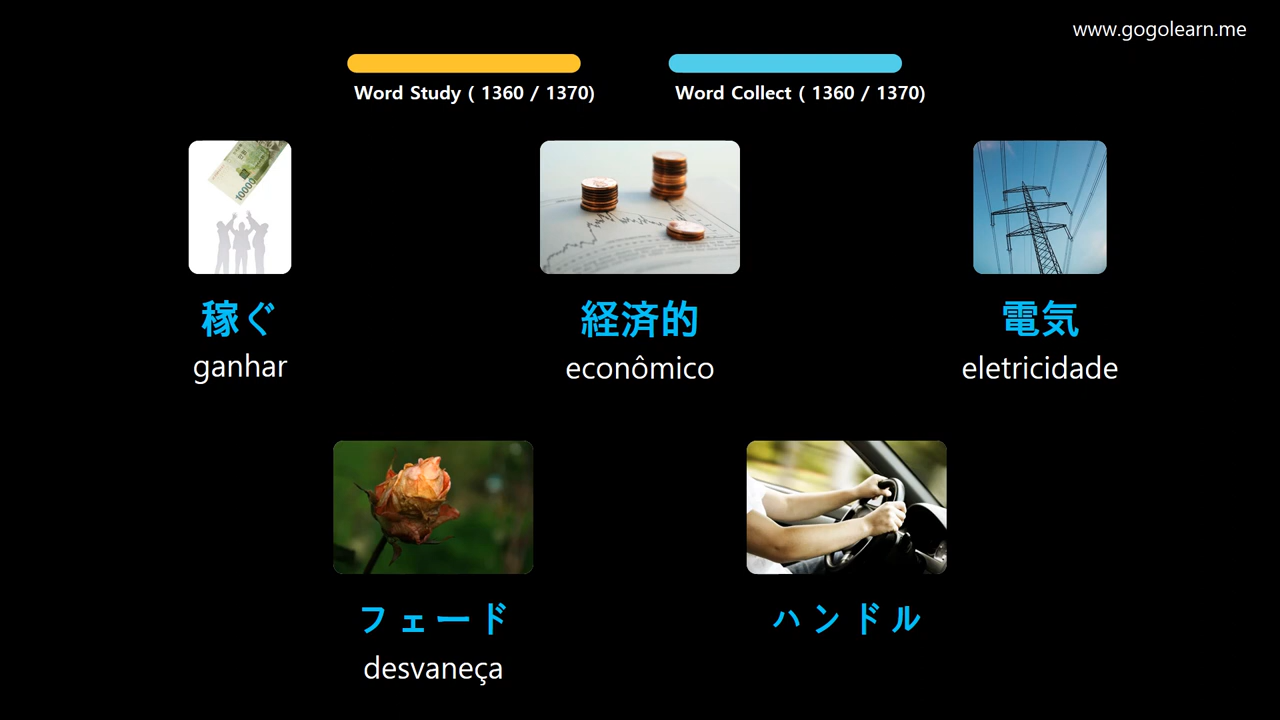 www.gogolearn.me
Word Study ( 1360 / 1370)
Word Collect ( 1360 / 1370)
10000
稼ぐ
ganhar
経済的
econômico
電気
eletricidade
フェード
desvaneça
ハンドル